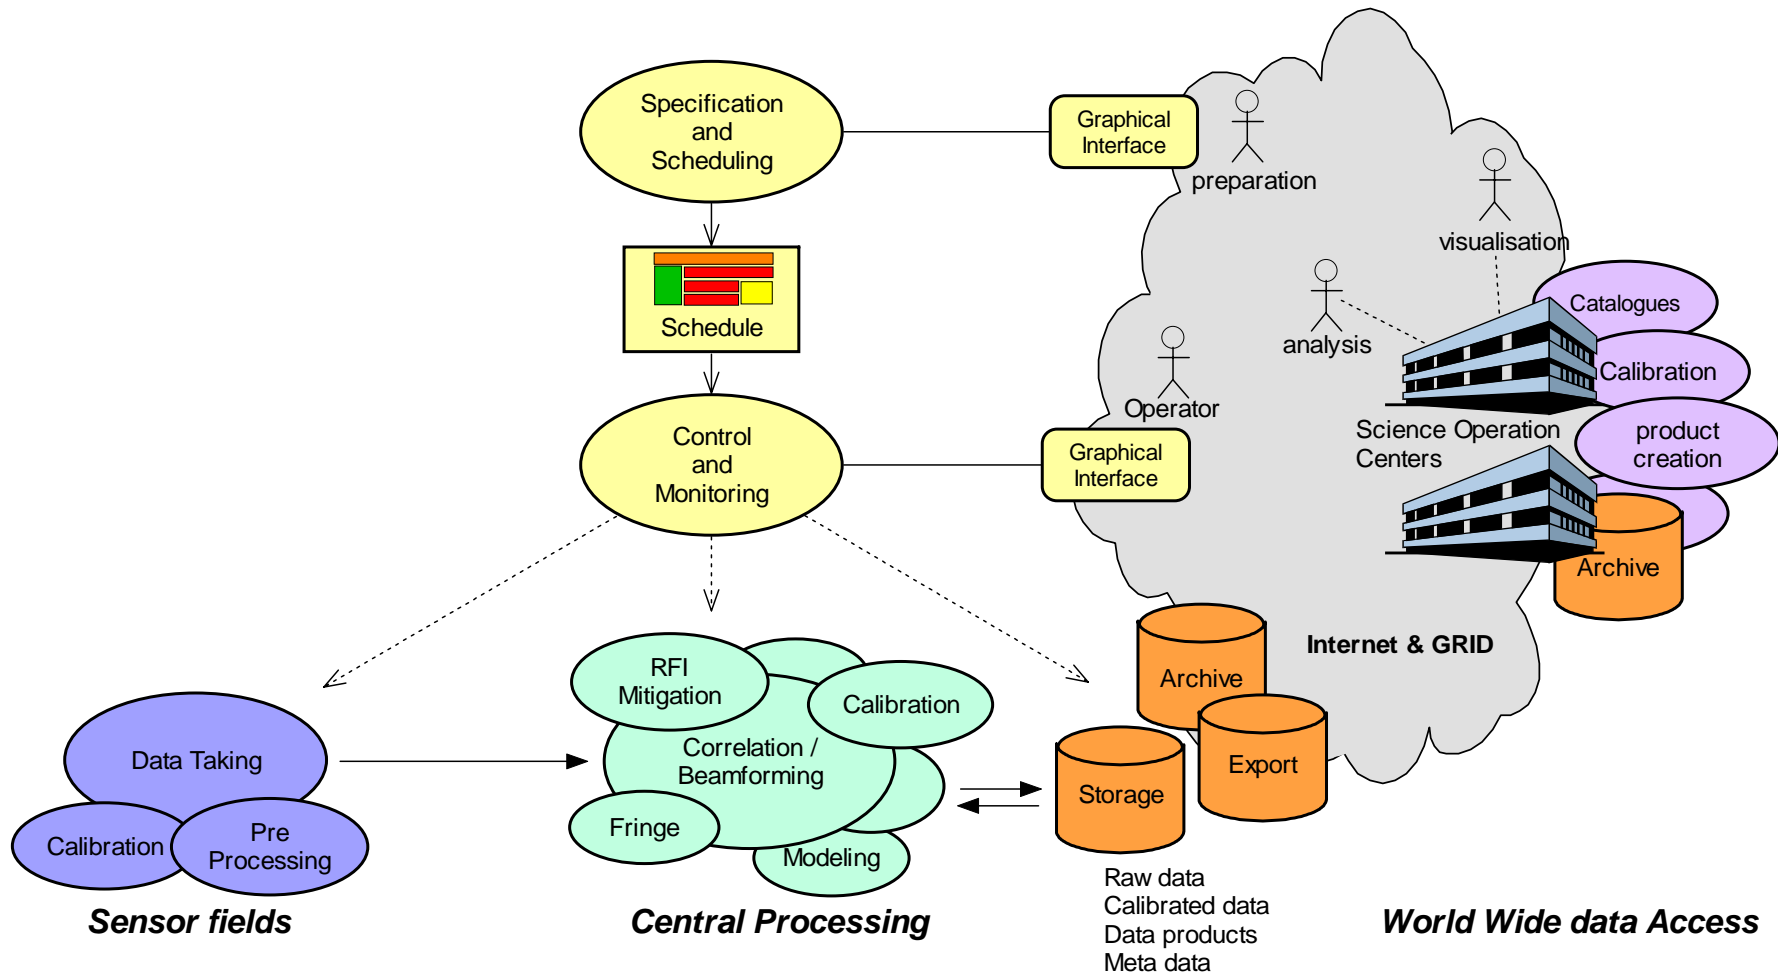 Specification
and
Scheduling
Graphical
Interface
preparation
visualisation
Schedule
analysis
Operator
Catalogues
Calibration
Science Operation
Centers
product
creation
Control
and
Monitoring
Graphical
Interface
Archive
Internet & GRID
RFI
Mitigation
Calibration
Archive
Data Taking
Correlation /
Beamforming
Export
Storage
Calibration
Pre
Processing
Fringe
Modeling
Raw data
Calibrated data
Data products
Meta data
Sensor fields
Central Processing
World Wide data Access